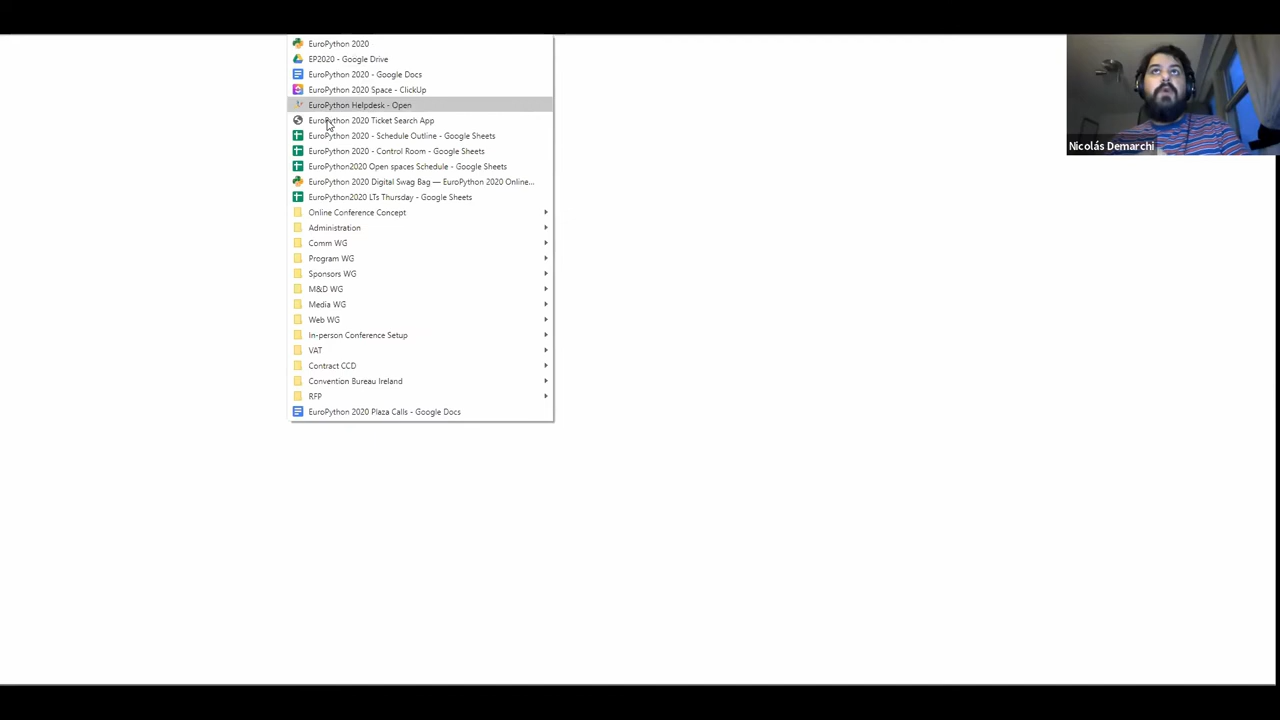 EuroPython 2020
EP2020 - Google Drive
EuroPython 2020 - Google Docs
EuroPython 2020 Space - ClickUp
EuroPython Helpdesk - Open
EuroPython 2020 Ticket Search App
EuroPython 2020 - Schedule Outline - Google Sheets
EuroPython 2020 - Control Room - Google Sheets
EuroPython2020 Open spaces Schedule - Google Sheets
EuroPython 2020 Digital Swag Bag — EuroPython 2020 Online...
EuroPython2020 LTs Thursday - Google Sheets
Online Conference Concept
Administration
Comm WG
Program WG
Sponsors WG
M&D WG
Media WG
Web WG
In-person Conference Setup
VAT
Contract CCD
Convention Bureau Ireland
RFP
EuroPython 2020 Plaza Calls - Google Docs
Nicolás Demarchi